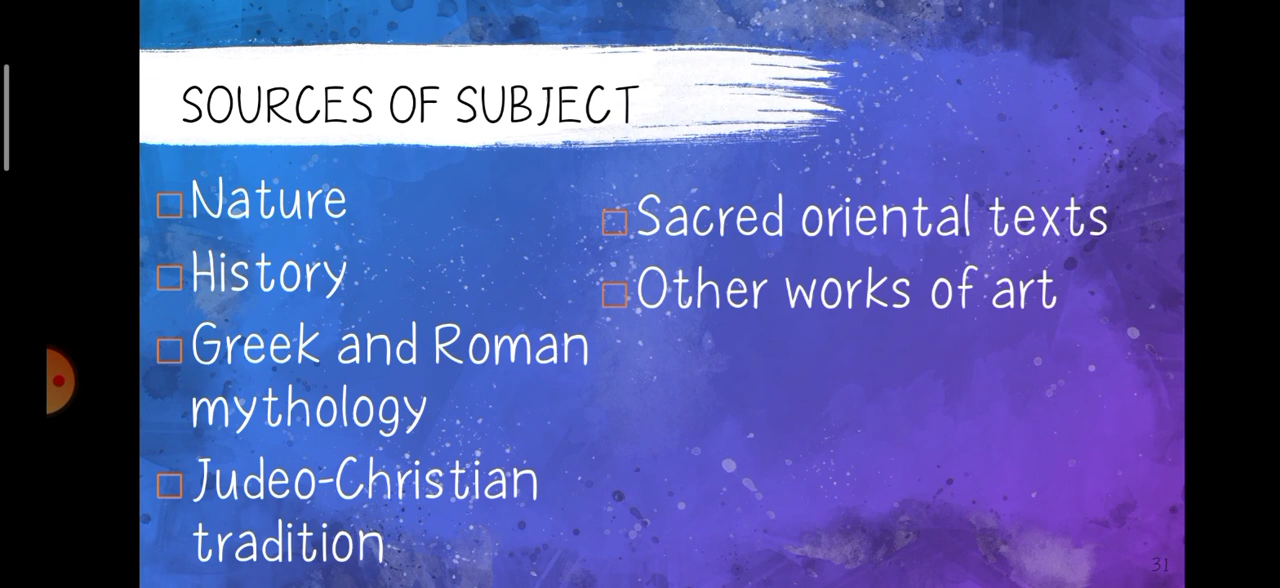 SOURCES OF SUBJECT
Nature
History
Greek and Roman
mythology
Judeo-Christian
tradition
Sacred oriental texts
Other works of art
31